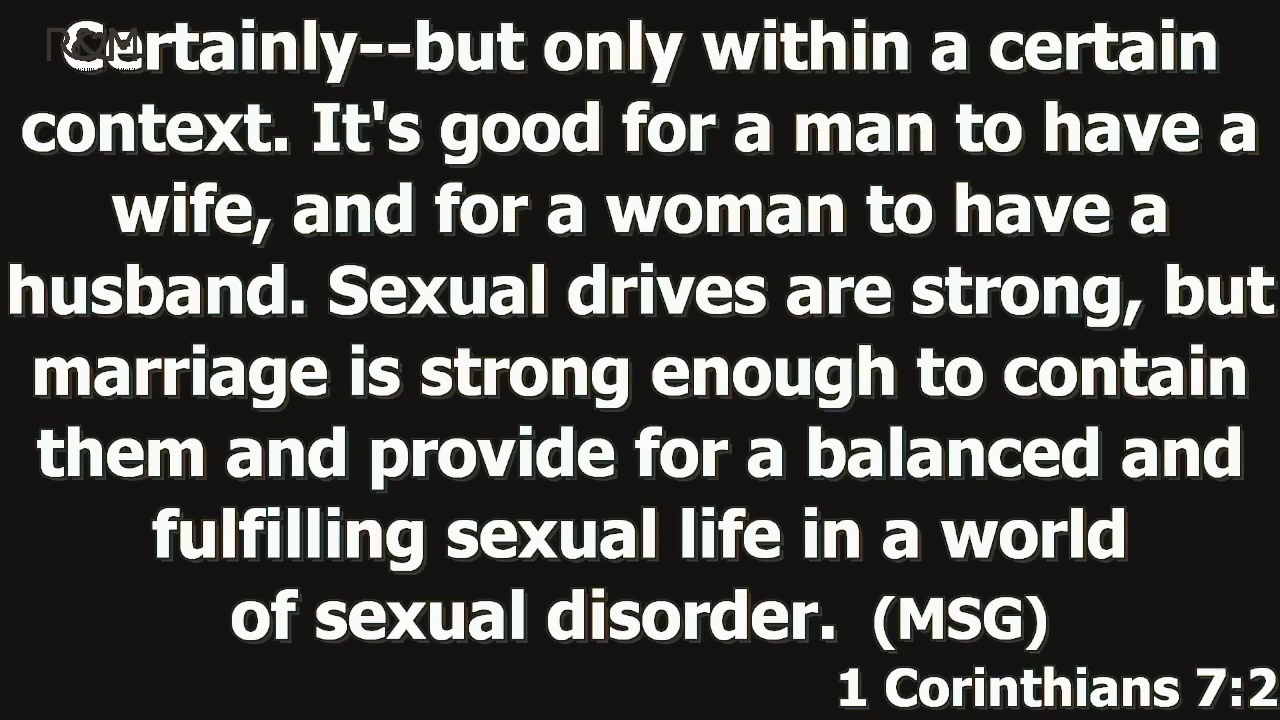 R&M
Certainly--but only within a certain
context. It's good for a man to have a
wife, and for a woman to have a
husband. Sexual drives are strong, but
marriage is strong enough to contain
them and provide for a balanced and
fulfilling sexual life in a world
of sexual disorder. (MSG)
1 Corinthians 7:2